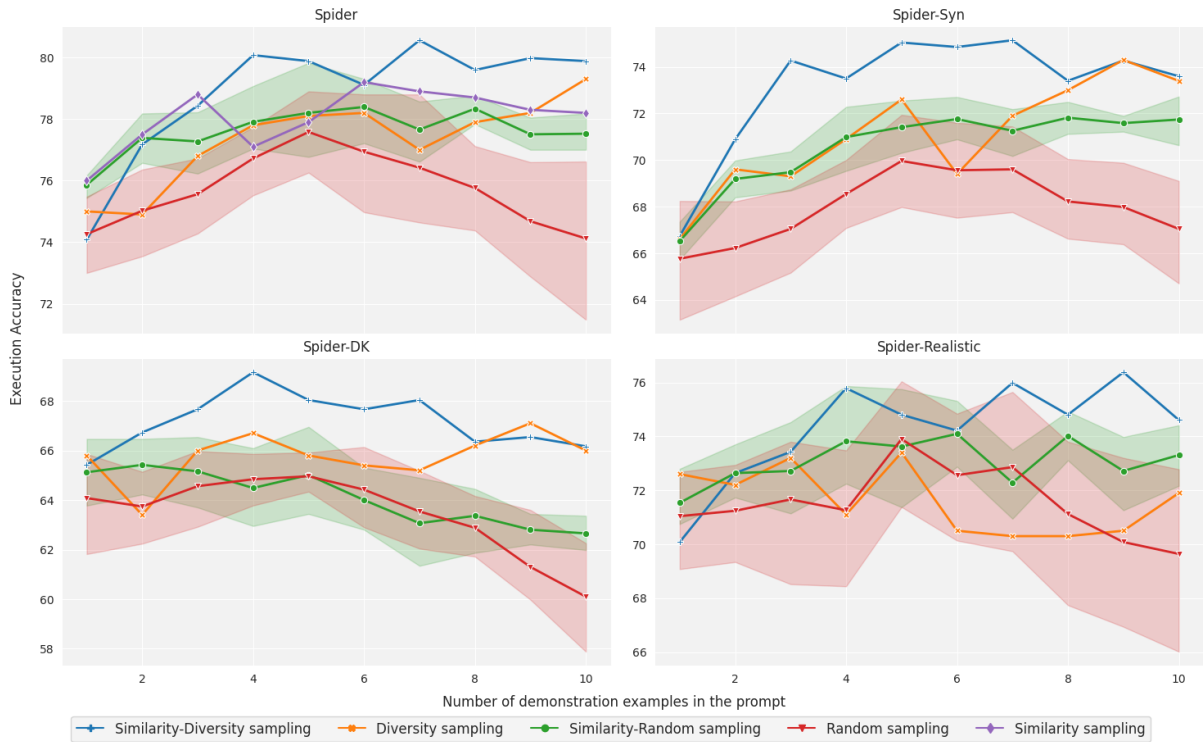 Spider
Spider-Syn
80
78
76
74
72
74
72
70
68
66
64
Execution Accuracy
Spider-DK
Spider-Realistic
68
66
64
62
60
58
76
74
72
70
68
66
2 4 6 8 10
2 4 6 8 10
Number of demonstration examples in the prompt
Similarity-Diversity sampling Diversity sampling Similarity-Random sampling Random sampling Similarity sampling